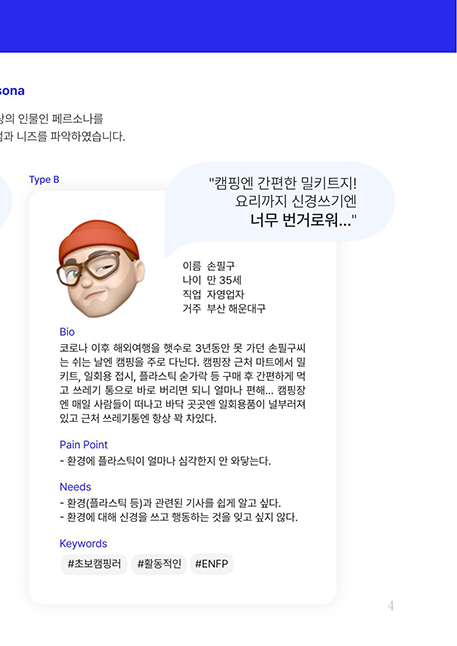 sona
상의 인물인 페르소나를
과 니즈를 파악하였습니다.
Type B
"캠핑엔 간편한 밀키트지!
요리까지 신경쓰기엔
너무 번거로워..."
이름 손필구
나이 만 35세
직업 자영업자
거주 부산 해운대구
Bio
코로나 이후 해외여행을 햇수로 3년동안 못 가던 손필구씨
는 쉬는 날엔 캠핑을 주로 다닌다. 캠핑장 근처 마트에서 밀
키트, 일회용 접시, 플라스틱 숟가락 등 구매 후 간편하게 먹
고 쓰레기 통으로 바로 버리면 되니 얼마나 편해... 캠핑장
엔 매일 사람들이 떠나고 바닥 곳곳엔 일회용품이 널부러져
있고 근처 쓰레기통엔 항상 꽉 차있다.
Pain Point
- 환경에 플라스틱이 얼마나 심각한지 안 와닿는다.
Needs
- 환경(플라스틱 등)과 관련된 기사를 쉽게 알고 싶다.
- 환경에 대해 신경을 쓰고 행동하는 것을 잊고 싶지 않다.
Keywords
#초보캠핑러 #활동적인 #ENFP
4